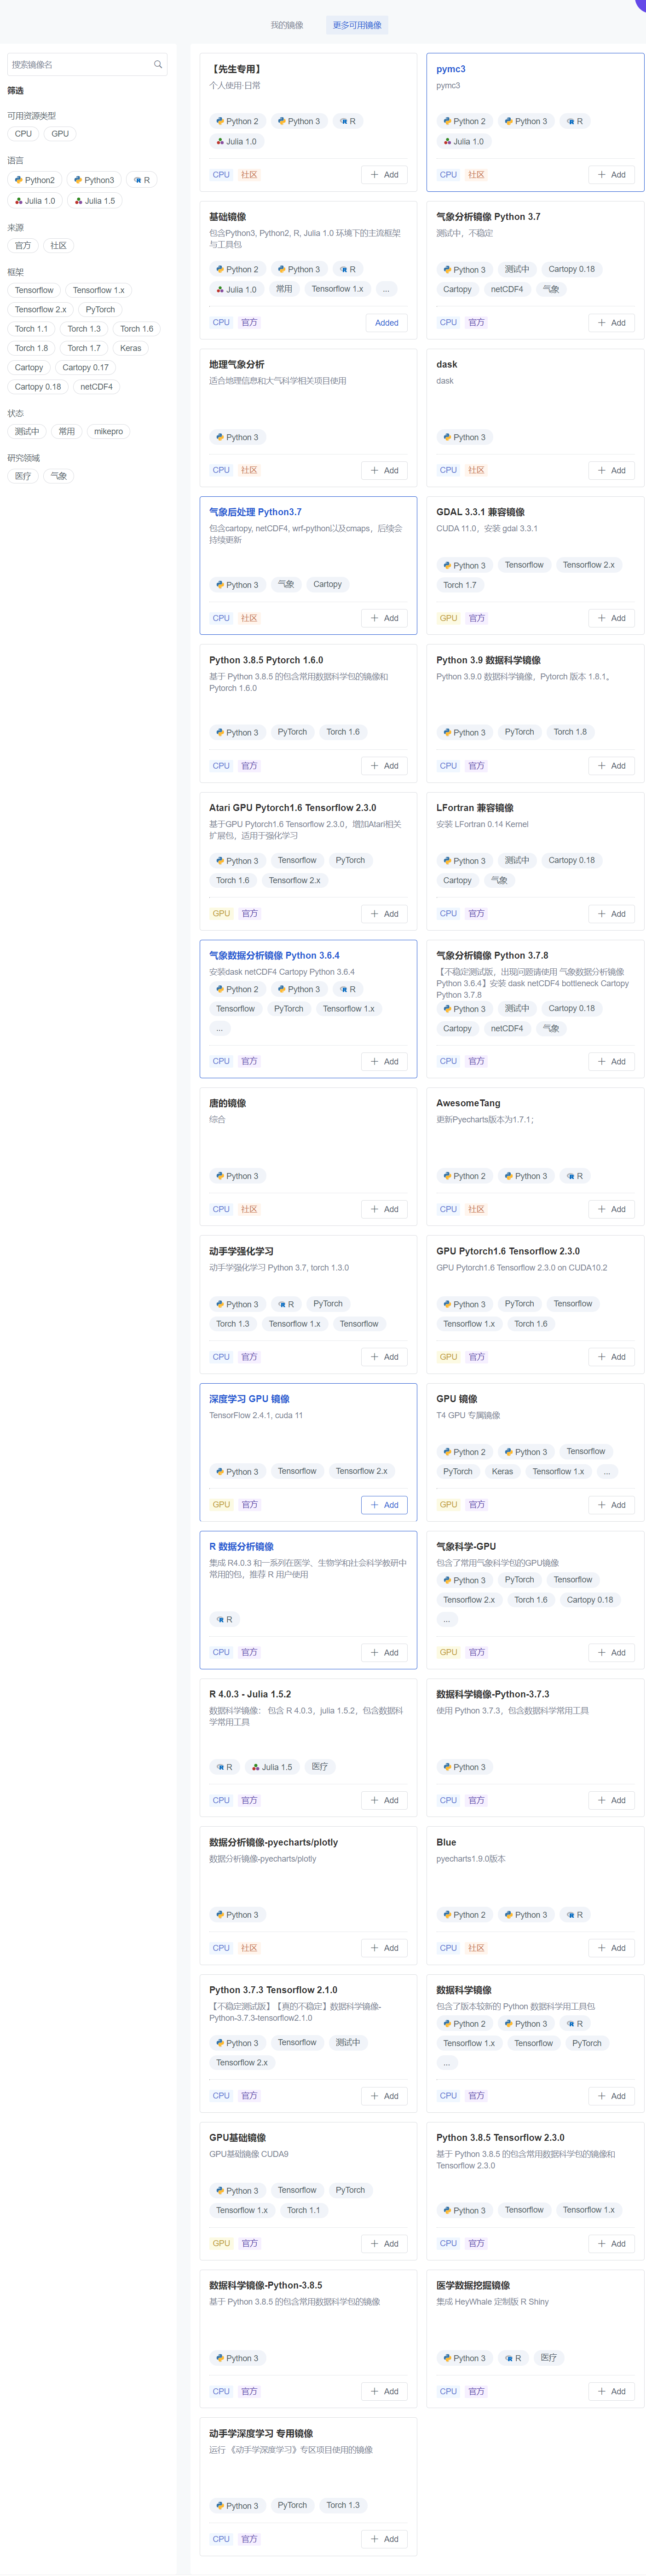 我的镜像
更多可用镜像
搜索镜像名
筛选
可用资源类型
CPU GPU
语言
Python2 Python3 R
Julia 1.0 Julia 1.5
来源
官方 社区
框架
Tensorflow Tensorflow 1.x
Tensorflow 2.x PyTorch
Torch 1.1 Torch 1.3 Torch 1.6
Torch 1.8 Torch 1.7 Keras
Cartopy Cartopy 0.17
Cartopy 0.18 netCDF4
状态
测试中 常用 mikepro
研究领域
医疗 气象
【先生专用】
个人使用·日常
Python 2 Python 3 R
Julia 1.0
CPU 社区 Add
pymc3
pymc3
Python 2 Python 3 R
Julia 1.0
CPU 社区 Add
基础镜像
包含Python3, Python2, R, Julia 1.0 环境下的主流框架
与工具包
Python 2 Python 3 R
Julia 1.0 常用 Tensorflow 1.x ...
CPU 官方 Added
气象分析镜像 Python 3.7
测试中，不稳定
Python 3 测试中 Cartopy 0.18
Cartopy netCDF4 气象
CPU 官方 Add
地理气象分析
适合地理信息和大气科学相关项目使用
Python 3
CPU 社区 Add
dask
dask
Python 3
CPU 社区 Add
气象后处理 Python3.7
包含cartopy, netCDF4, wrf-python以及cmaps，后续会
持续更新
Python 3 气象 Cartopy
CPU 社区 Add
GDAL 3.3.1 兼容镜像
CUDA 11.0，安装 gdal 3.3.1
Python 3 Tensorflow Tensorflow 2.x
Torch 1.7
GPU 官方 Add
Python 3.8.5 Pytorch 1.6.0
基于 Python 3.8.5 的包含常用数据科学包的镜像和
Pytorch 1.6.0
Python 3 PyTorch Torch 1.6
CPU 官方 Add
Python 3.9 数据科学镜像
Python 3.9.0 数据科学镜像，Pytorch 版本 1.8.1。
Python 3 PyTorch Torch 1.8
CPU 官方 Add
Atari GPU Pytorch1.6 Tensorflow 2.3.0
基于GPU Pytorch1.6 Tensorflow 2.3.0，增加Atari相关
扩展包，适用于强化学习
Python 3 Tensorflow PyTorch
Torch 1.6 Tensorflow 2.x
GPU 官方 Add
LFortran 兼容镜像
安装 LFortran 0.14 Kernel
Python 3 测试中 Cartopy 0.18
Cartopy 气象
CPU 官方 Add
气象数据分析镜像 Python 3.6.4
安装dask netCDF4 Cartopy Python 3.6.4
Python 2 Python 3 R
Tensorflow PyTorch Tensorflow 1.x
...
CPU 官方 Add
气象分析镜像 Python 3.7.8
【不稳定测试版，出现问题请使用 气象数据分析镜像
Python 3.6.4】安装 dask netCDF4 bottleneck Cartopy
Python 3.7.8
Python 3 测试中 Cartopy 0.18
Cartopy netCDF4 气象
CPU 官方 Add
唐的镜像
综合
Python 3
CPU 社区 Add
AwesomeTang
更新Pyecharts版本为1.7.1；
Python 2 Python 3 R
CPU 社区 Add
动手学强化学习
动手学强化学习 Python 3.7, torch 1.3.0
Python 3 R PyTorch
Torch 1.3 Tensorflow 1.x Tensorflow
CPU 官方 Add
GPU Pytorch1.6 Tensorflow 2.3.0
GPU Pytorch1.6 Tensorflow 2.3.0 on CUDA10.2
Python 3 PyTorch Tensorflow
Tensorflow 1.x Torch 1.6
GPU 官方 Add
深度学习 GPU 镜像
TensorFlow 2.4.1, cuda 11
Python 3 Tensorflow Tensorflow 2.x
GPU 官方 Add
GPU 镜像
T4 GPU 专属镜像
Python 2 Python 3 Tensorflow
PyTorch Keras Tensorflow 1.x ...
GPU 官方 Add
R 数据分析镜像
集成 R4.0.3 和一系列在医学、生物学和社会科学教研中
常用的包，推荐 R 用户使用
R
CPU 官方 Add
气象科学-GPU
包含了常用气象科学包的GPU镜像
Python 3 PyTorch Tensorflow
Tensorflow 2.x Torch 1.6 Cartopy 0.18
...
GPU 官方 Add
R 4.0.3 - Julia 1.5.2
数据科学镜像： 包含 R 4.0.3，julia 1.5.2，包含数据科
学常用工具
R Julia 1.5 医疗
CPU 官方 Add
数据科学镜像-Python-3.7.3
使用 Python 3.7.3，包含数据科学常用工具
Python 3
CPU 官方 Add
数据分析镜像-pyecharts/plotly
数据分析镜像-pyecharts/plotly
Python 3
CPU 社区 Add
Blue
pyecharts1.9.0版本
Python 2 Python 3 R
CPU 社区 Add
Python 3.7.3 Tensorflow 2.1.0
【不稳定测试版】【真的不稳定】数据科学镜像-
Python-3.7.3-tensorflow2.1.0
Python 3 Tensorflow 测试中
Tensorflow 2.x
CPU 官方 Add
数据科学镜像
包含了版本较新的 Python 数据科学用工具包
Python 2 Python 3 R
Tensorflow 1.x Tensorflow PyTorch
...
CPU 官方 Add
GPU基础镜像
GPU基础镜像 CUDA9
Python 3 Tensorflow PyTorch
Tensorflow 1.x Torch 1.1
GPU 官方 Add
Python 3.8.5 Tensorflow 2.3.0
基于 Python 3.8.5 的包含常用数据科学包的镜像和
Tensorflow 2.3.0
Python 3 Tensorflow Tensorflow 1.x
CPU 官方 Add
数据科学镜像-Python-3.8.5
基于 Python 3.8.5 的包含常用数据科学包的镜像
Python 3
CPU 官方 Add
医学数据挖掘镜像
集成 HeyWhale 定制版 R Shiny
Python 3 R 医疗
CPU 官方 Add
动手学深度学习 专用镜像
运行 《动手学深度学习》专区项目使用的镜像
Python 3 PyTorch Torch 1.3
CPU 官方 Add